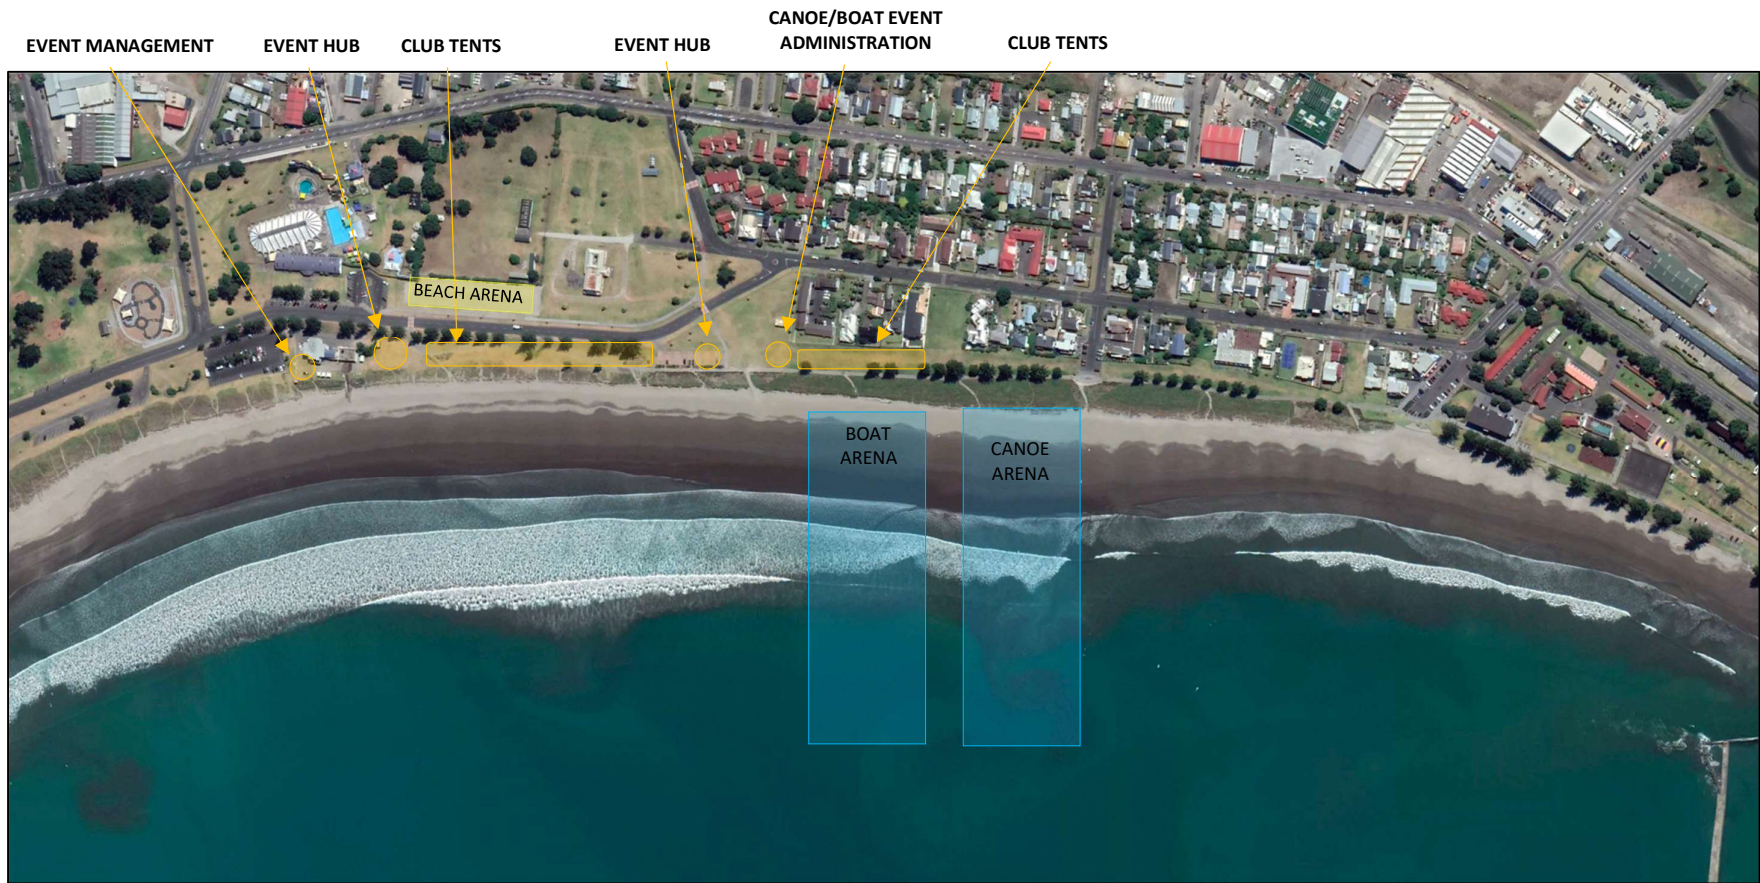 EVENT MANAGEMENT
EVENT HUB
CLUB TENTS
EVENT HUB
CANOE/BOAT EVENT
ADMINISTRATION
CLUB TENTS
BEACH ARENA
BOAT
ARENA
CANOE
ARENA